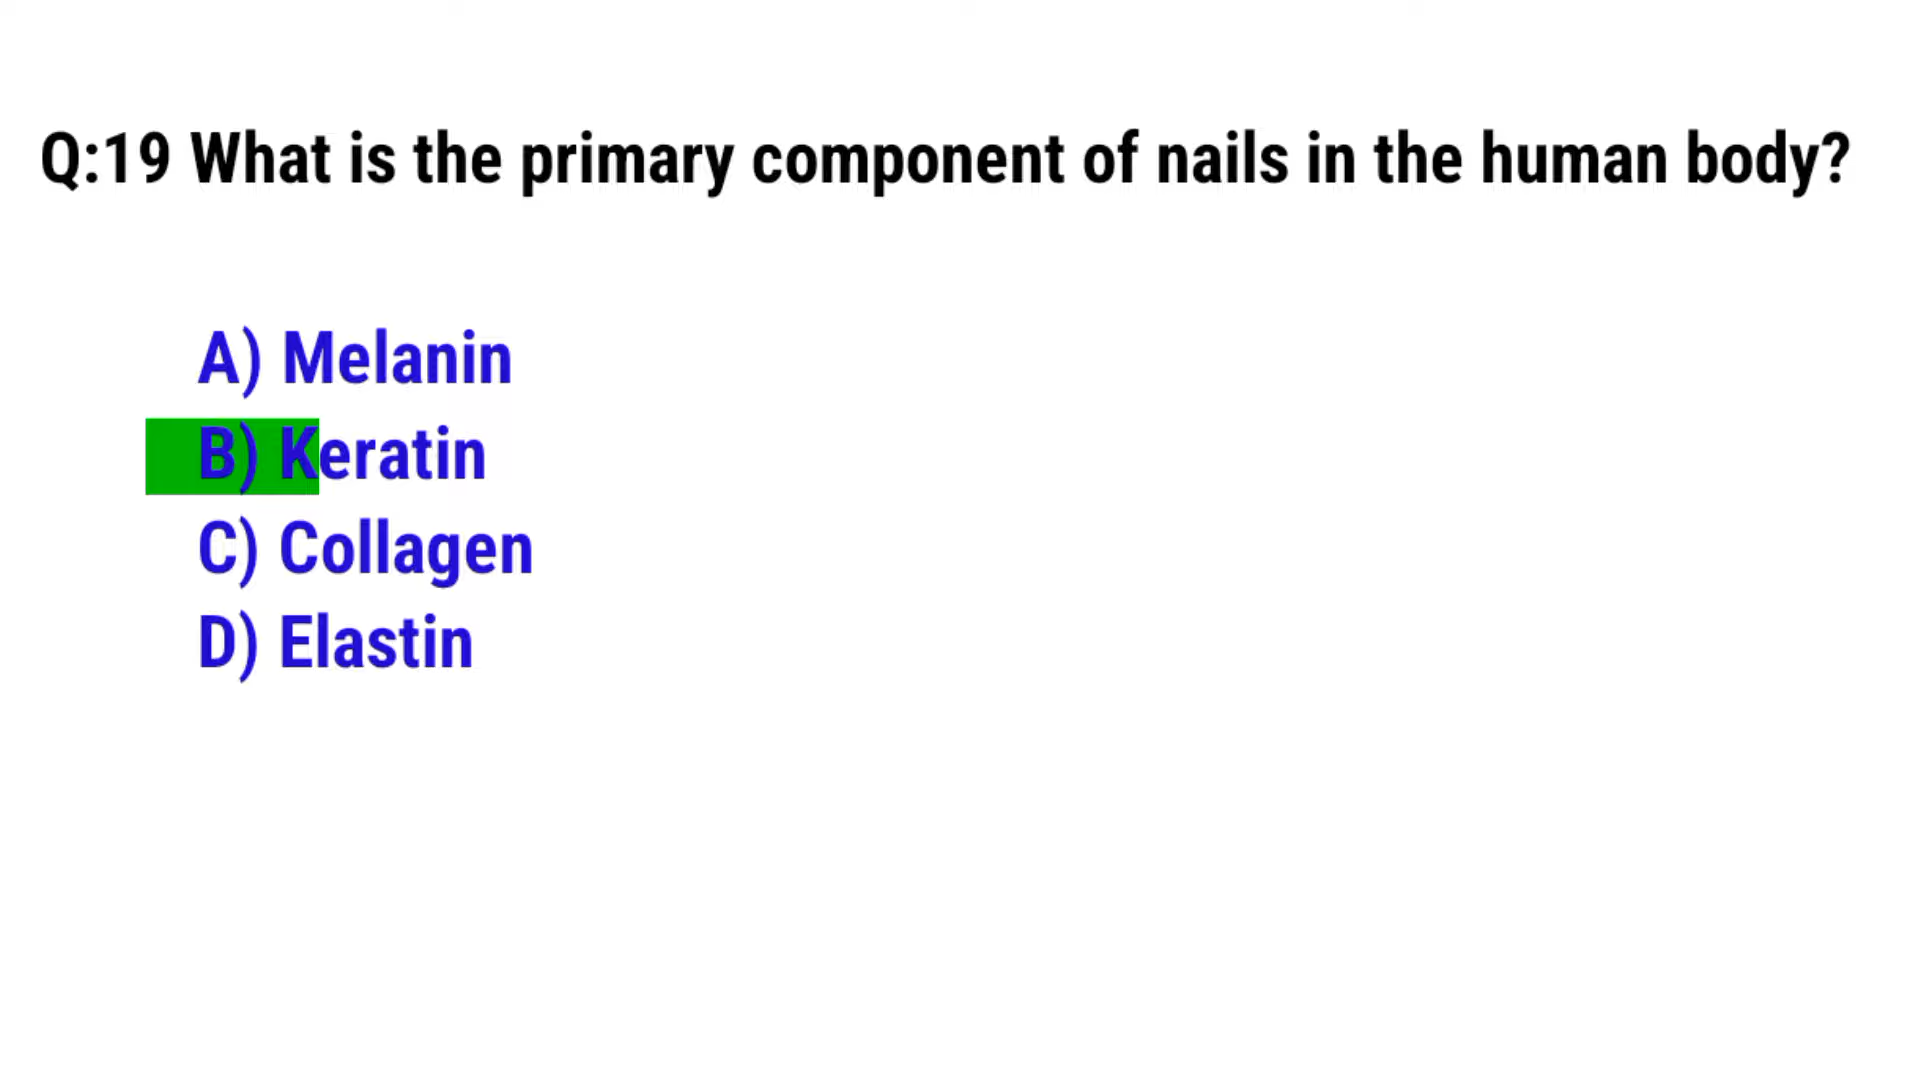 Q:19 What is the primary component of nails in the human body?
A) Melanin
B) Keratin
C) Collagen
D) Elastin